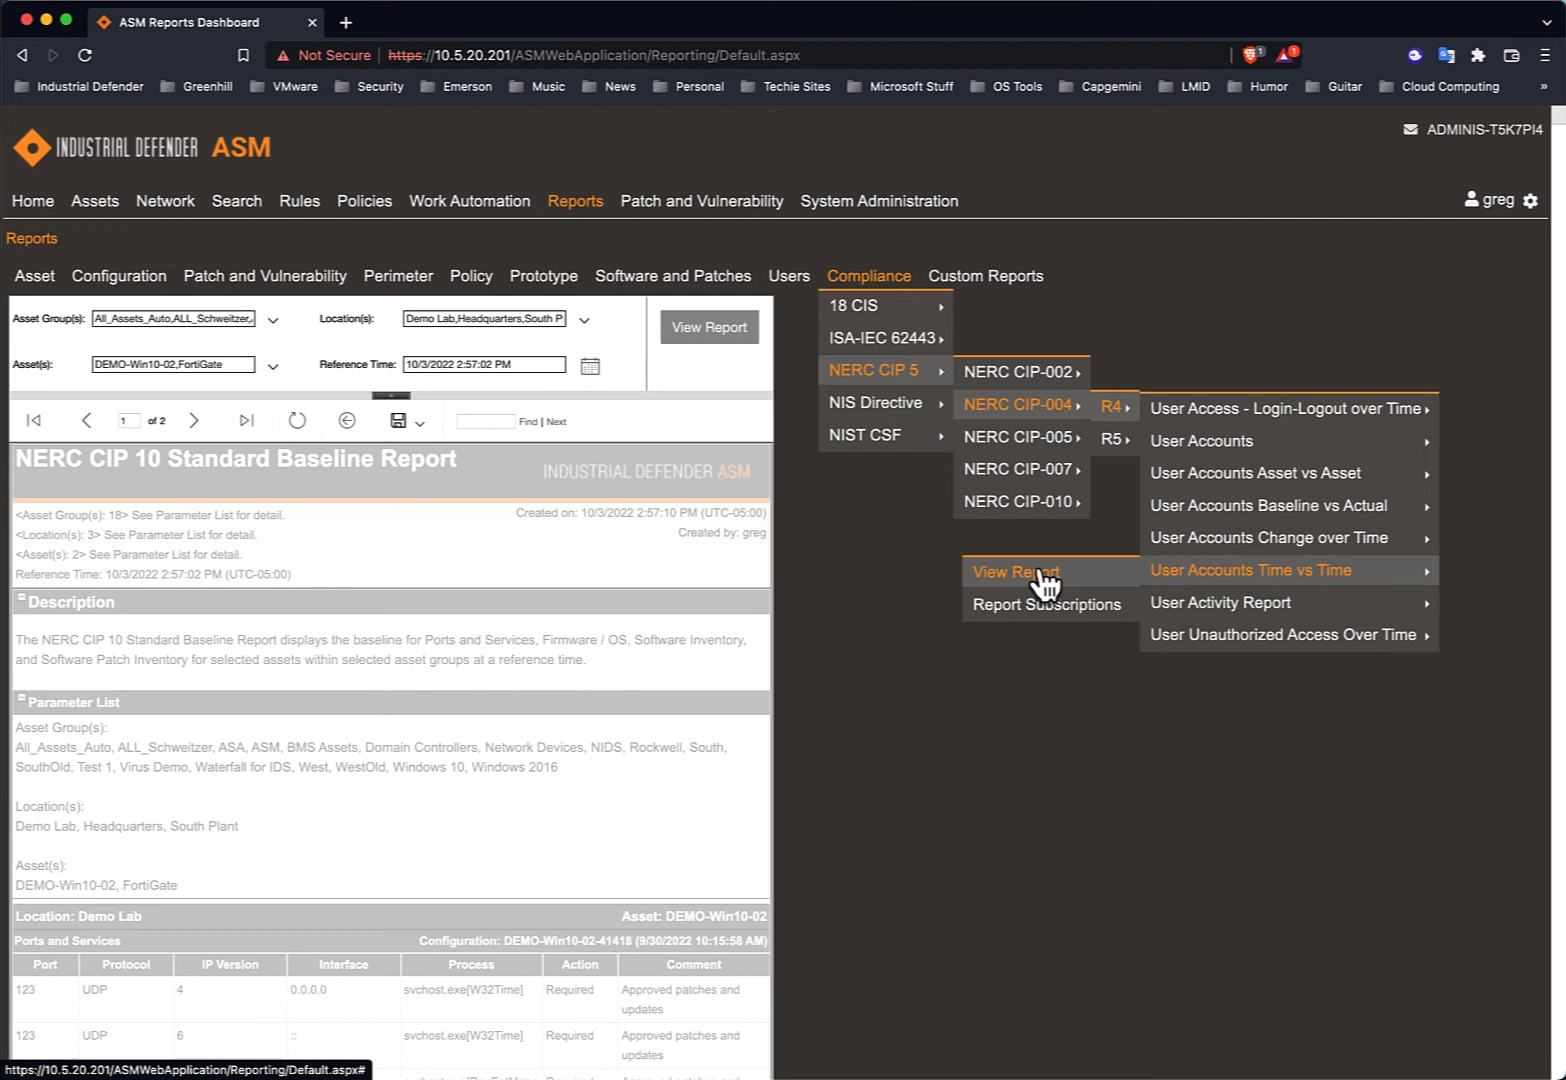 ASM Reports Dashboard
Not Secure https://10.5.20.201/ASMWebApplication/Reporting/Default.aspx
1
1
Industrial Defender Greenhill VMware Security Emerson Music News Personal Techie Sites Microsoft Stuff OS Tools Capgemini LMID Humor Guitar Cloud Computing »
ADMINIS-T5K7PI4
INDUSTRIAL DEFENDER ASM
Home Assets Network Search Rules Policies Work Automation Reports Patch and Vulnerability System Administration
greg
Reports
Asset Configuration Patch and Vulnerability Perimeter Policy Prototype Software and Patches Users Compliance Custom Reports
Asset Group(s): All_Assets_Auto,ALL_Schweitzer,
Location(s): Demo Lab,Headquarters,South P
View Report
Asset(s): DEMO-Win10-02,FortiGate
Reference Time: 10/3/2022 2:57:02 PM
1 of 2
Find | Next
18 CIS
ISA-IEC 62443
NERC CIP 5
NIS Directive
NIST CSF
NERC CIP-002
NERC CIP-004
NERC CIP-005
NERC CIP-007
NERC CIP-010
R4
R5
User Access - Login-Logout over Time
User Accounts
User Accounts Asset vs Asset
User Accounts Baseline vs Actual
User Accounts Change over Time
User Accounts Time vs Time
User Activity Report
User Unauthorized Access Over Time
View Report
Report Subscriptions
NERC CIP 10 Standard Baseline Report
INDUSTRIAL DEFENDER ASM
<Asset Group(s): 18> See Parameter List for detail.
Created on: 10/3/2022 2:57:10 PM (UTC-05:00)
<Location(s): 3> See Parameter List for detail.
Created by: greg
<Asset(s): 2> See Parameter List for detail.
Reference Time: 10/3/2022 2:57:02 PM (UTC-05:00)
Description
The NERC CIP 10 Standard Baseline Report displays the baseline for Ports and Services, Firmware / OS, Software Inventory,
and Software Patch Inventory for selected assets within selected asset groups at a reference time.
Parameter List
Asset Group(s):
All_Assets_Auto, ALL_Schweitzer, ASA, ASM, BMS Assets, Domain Controllers, Network Devices, NIDS, Rockwell, South,
SouthOld, Test 1, Virus Demo, Waterfall for IDS, West, WestOld, Windows 10, Windows 2016
Location(s):
Demo Lab, Headquarters, South Plant
Asset(s):
DEMO-Win10-02, FortiGate
Location: Demo Lab Asset: DEMO-Win10-02
Ports and Services Configuration: DEMO-Win10-02-41418 (9/30/2022 10:15:58 AM)
Port Protocol IP Version Interface Process Action Comment
123 UDP 4 0.0.0.0 svchost.exe[W32Time] Required Approved patches and
updates
123 UDP 6 :: svchost.exe[W32Time] Required Approved patches and
updates
https://10.5.20.201/ASMWebApplication/Reporting/Default.aspx#